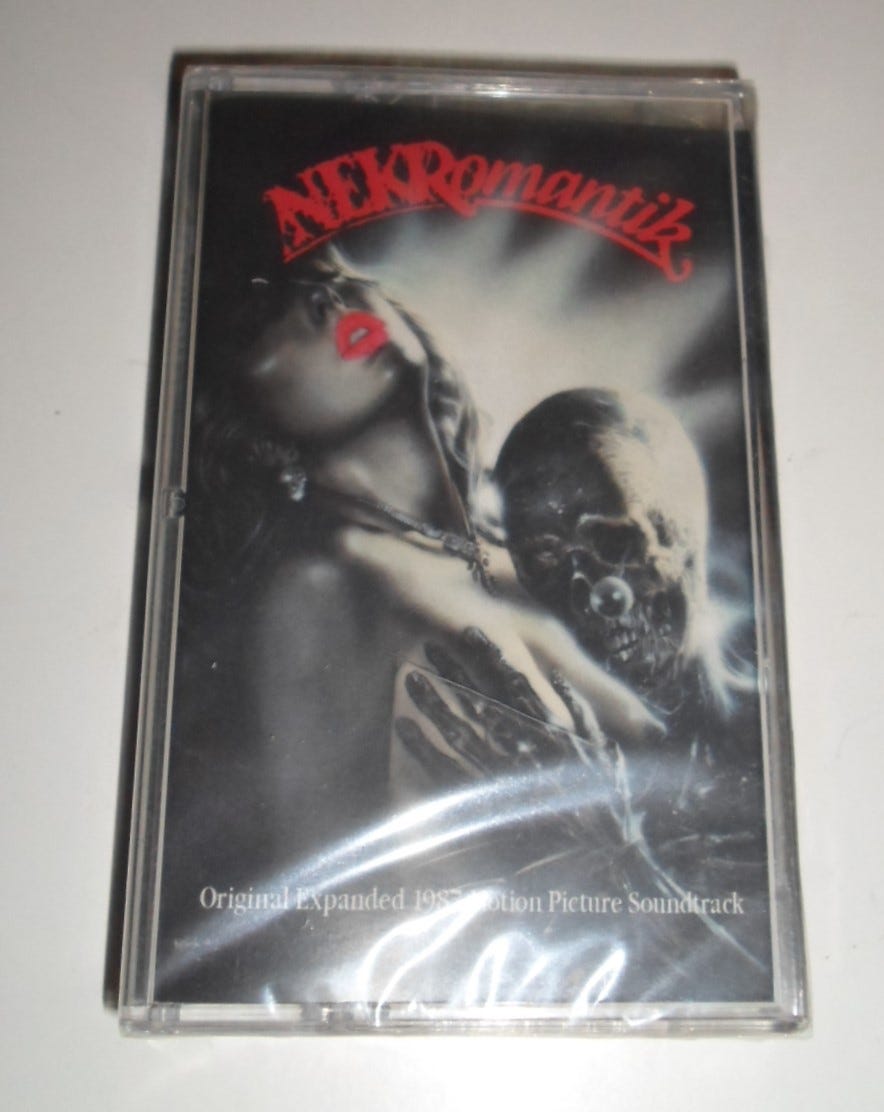 NEKRomantik
Original Expanded 1987 Motion Picture Soundtrack